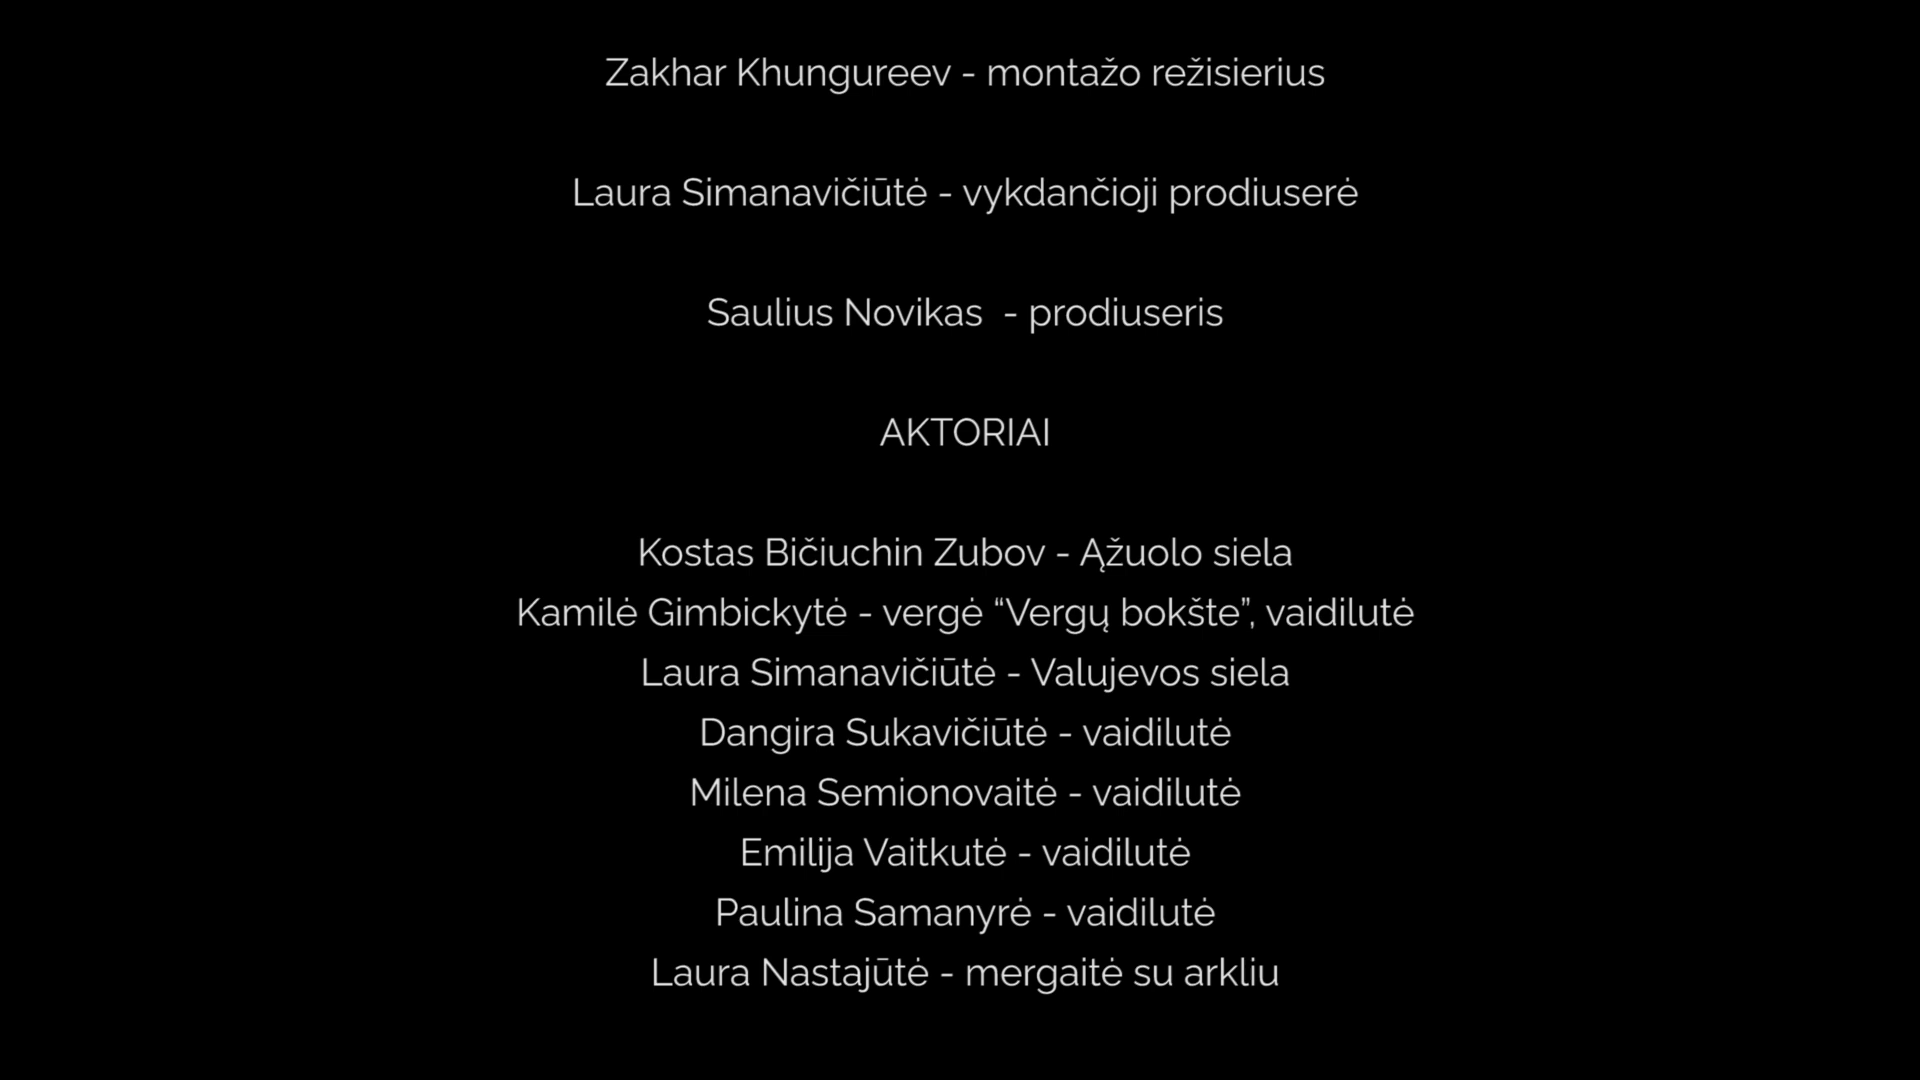 Zakhar Khungureev - montažo režisierius
Laura Simanavičiūtė - vykdančioji prodiuserė
Saulius Novikas - prodiuseris
AKTORIAI
Kostas Bičiuchin Zubov - Ąžuolo siela
Kamilė Gimbickytė - vergė “Vergų bokšte”, vaidilutė
Laura Simanavičiūtė - Valujevos siela
Dangira Sukavičiūtė - vaidilutė
Milena Semionovaitė - vaidilutė
Emilija Vaitkutė - vaidilutė
Paulina Samanyrė - vaidilutė
Laura Nastajūtė - mergaitė su arkliu